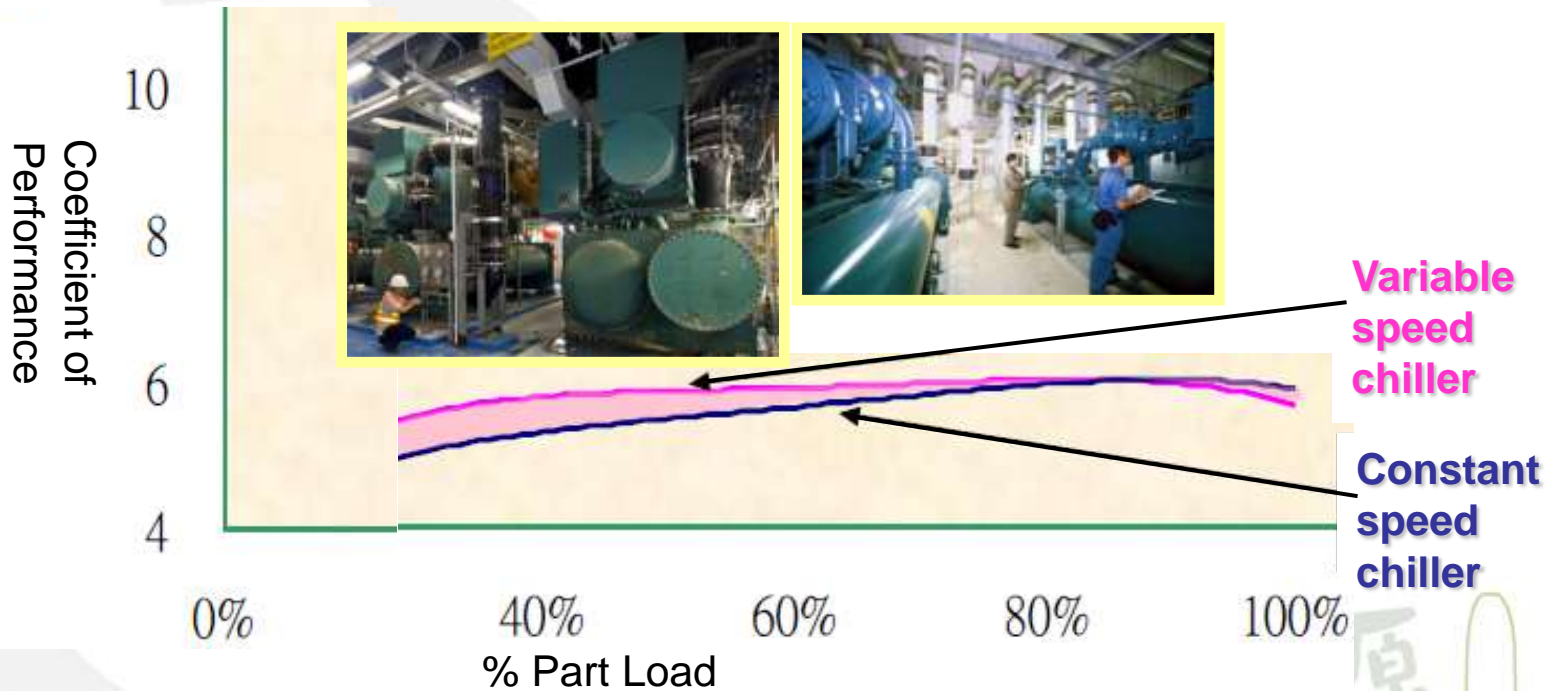 Coefficient of
Performance
10
8
6
4
0%
40%
60%
80%
100%
% Part Load
Variable
speed
chiller
Constant
speed
chiller